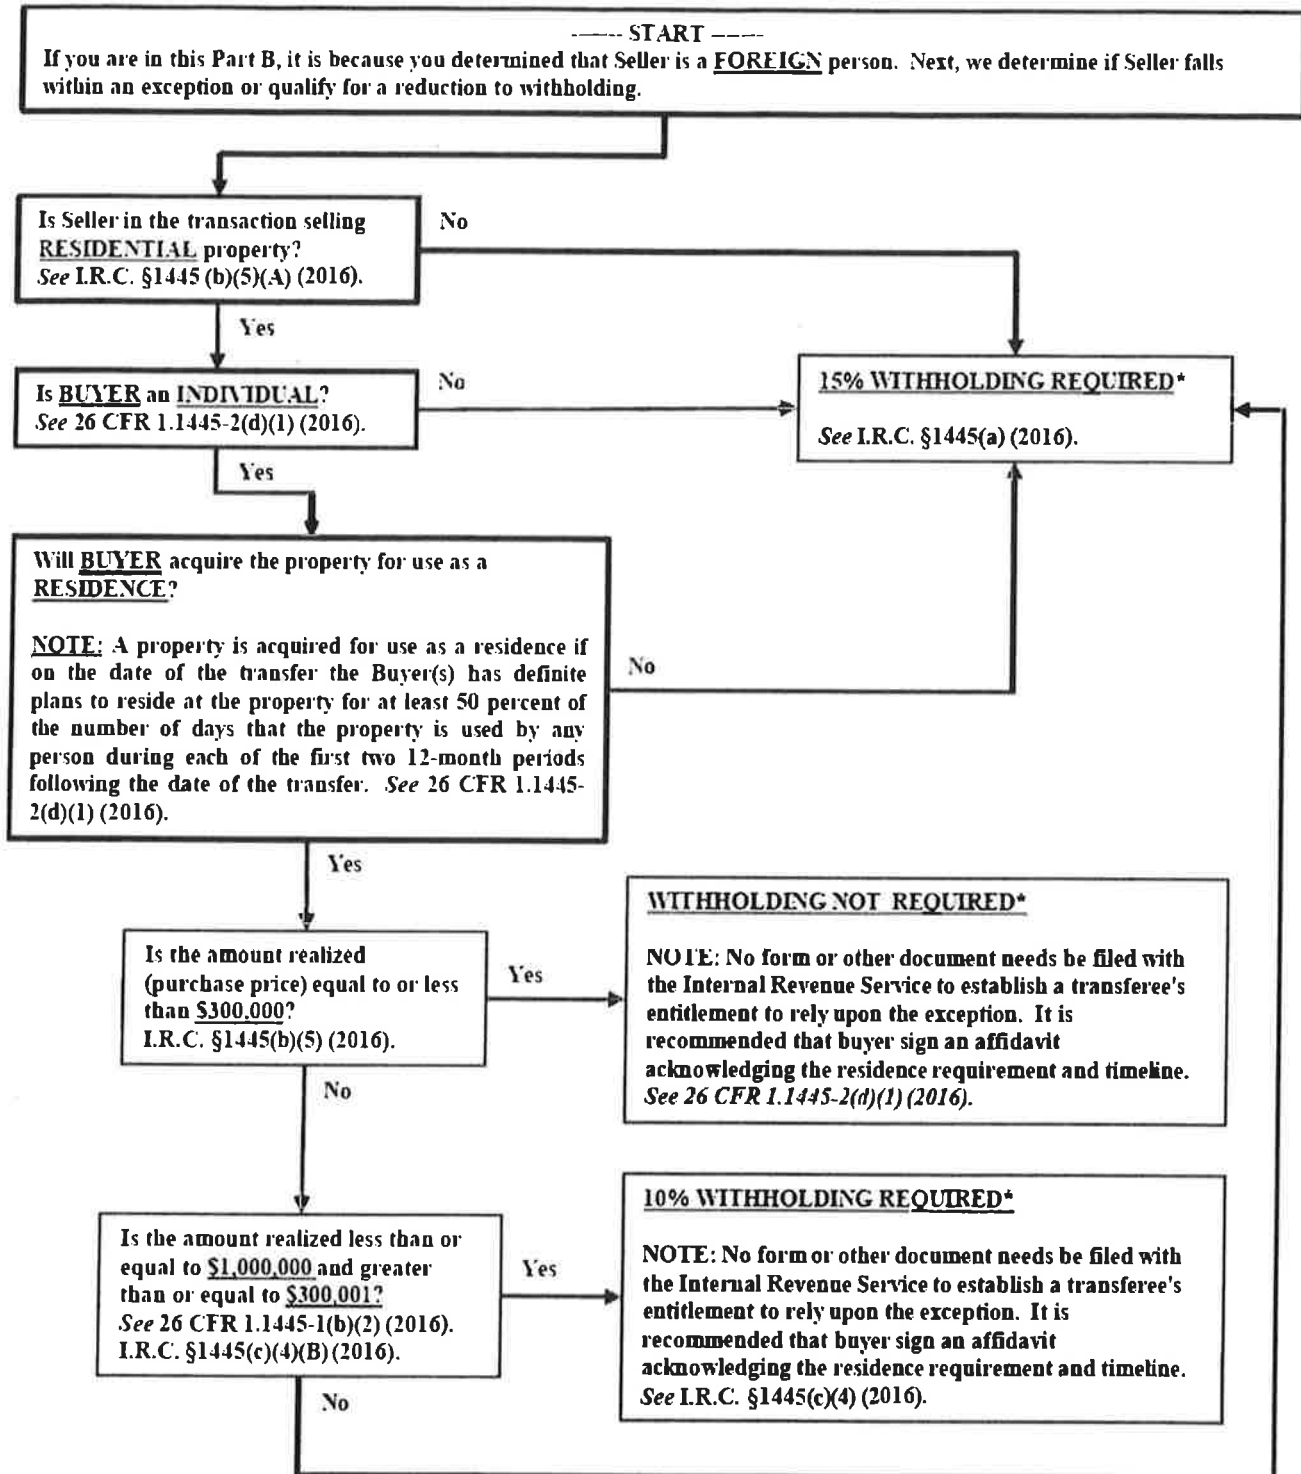 ------ START -----
If you are in this Part B, it is because you determined that Seller is a FOREIGN person. Next, we determine if Seller falls
within an exception or qualify for a reduction to withholding.
Is Seller in the transaction selling
RESIDENTIAL property?
See I.R.C. §1445 (b)(5)(A) (2016).
No
Yes
Is BUYER an INDIVIDUAL?
See 26 CFR 1.1445-2(d)(1) (2016).
No
15% WITHHOLDING REQUIRED*
See I.R.C. §1445(a) (2016).
Yes
Will BUYER acquire the property for use as a
RESIDENCE?
NOTE: A property is acquired for use as a residence if
on the date of the transfer the Buyer(s) has definite
plans to reside at the property for at least 50 percent of
the number of days that the property is used by any
person during each of the first two 12-month periods
following the date of the transfer. See 26 CFR 1.1445-
2(d)(1) (2016).
No
Yes
Is the amount realized
(purchase price) equal to or less
than $300,000?
I.R.C. §1445(b)(5) (2016).
Yes
WITHHOLDING NOT REQUIRED*
NOTE: No form or other document needs be filed with
the Internal Revenue Service to establish a transferee's
entitlement to rely upon the exception. It is
recommended that buyer sign an affidavit
acknowledging the residence requirement and timeline.
See 26 CFR 1.1445-2(d)(1) (2016).
No
Is the amount realized less than or
equal to $1,000,000 and greater
than or equal to $300,001?
See 26 CFR 1.1445-1(b)(2) (2016).
I.R.C. §1445(c)(4)(B) (2016).
Yes
10% WITHHOLDING REQUIRED*
NOTE: No form or other document needs be filed with
the Internal Revenue Service to establish a transferee's
entitlement to rely upon the exception. It is
recommended that buyer sign an affidavit
acknowledging the residence requirement and timeline.
See I.R.C. §1445(c)(4) (2016).
No